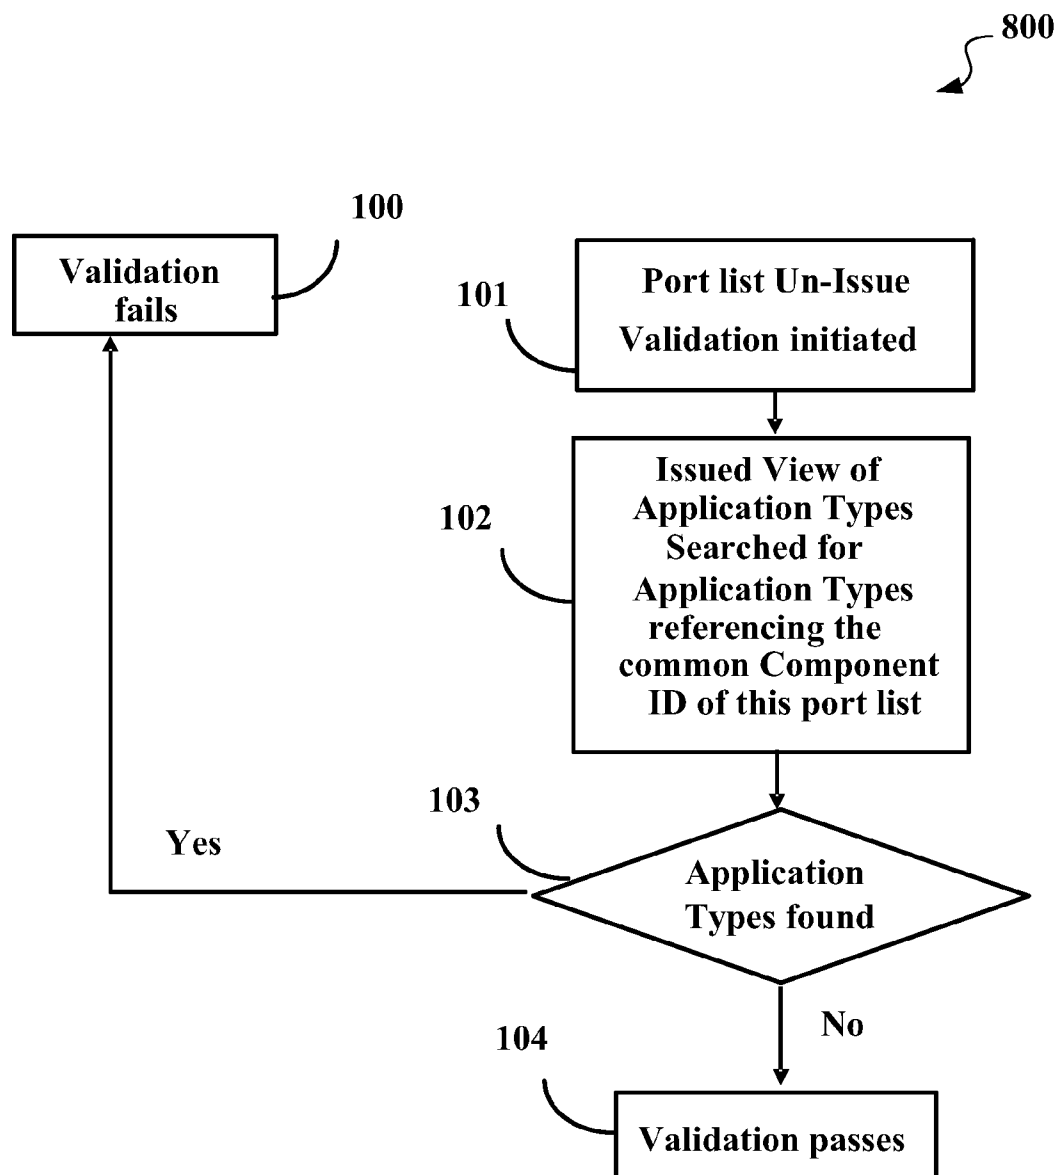 800
100
Validation
fails
101
Port list Un-Issue
Validation initiated
102
Issued View of
Application Types
Searched for
Application Types
referencing the
common Component
ID of this port list
103
Yes
Application
Types found
No
104
Validation passes